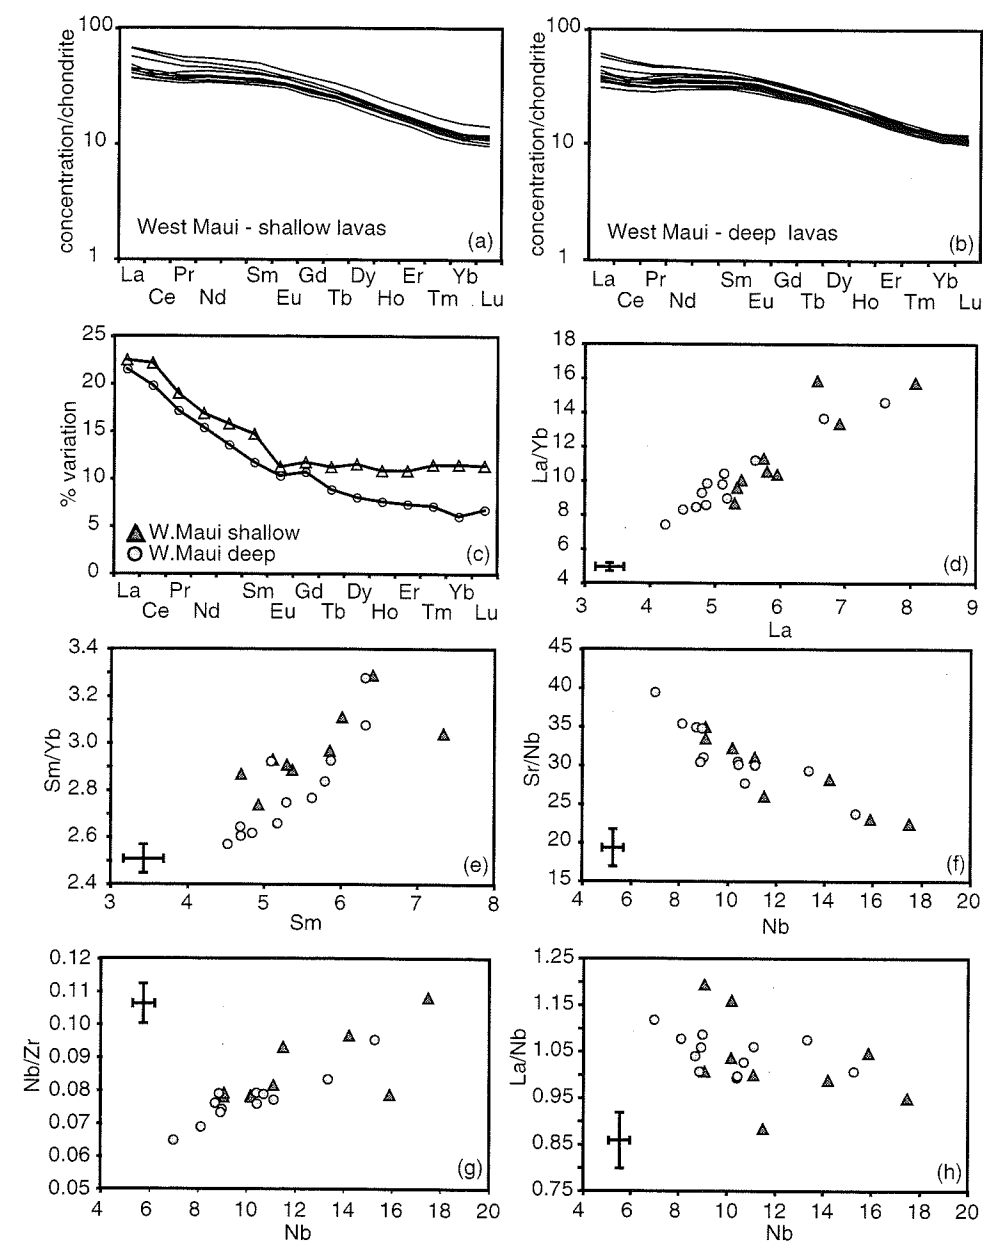 100
10
1
concentration/chondrite
West Maui - shallow lavas
(a)
La Pr Sm Gd Dy Er Yb
Ce Nd Eu Tb Ho Tm Lu
100
10
1
concentration/chondrite
West Maui - deep lavas
(b)
La Pr Sm Gd Dy Er Yb
Ce Nd Eu Tb Ho Tm Lu
25
20
15
10
5
0
% variation
W.Maui shallow
W.Maui deep
(c)
La Pr Sm Gd Dy Er Yb
Ce Nd Eu Tb Ho Tm Lu
18
16
14
12
10
8
6
4
La/Yb
(d)
3 4 5 6 7 8 9
La
3.4
3.2
3.0
2.8
2.6
2.4
Sm/Yb
(e)
3 4 5 6 7 8
Sm
45
40
35
30
25
20
15
Sr/Nb
(f)
4 6 8 10 12 14 16 18 20
Nb
0.12
0.11
0.10
0.09
0.08
0.07
0.06
0.05
Nb/Zr
(g)
4 6 8 10 12 14 16 18 20
Nb
1.25
1.15
1.05
0.95
0.85
0.75
La/Nb
(h)
4 6 8 10 12 14 16 18 20
Nb